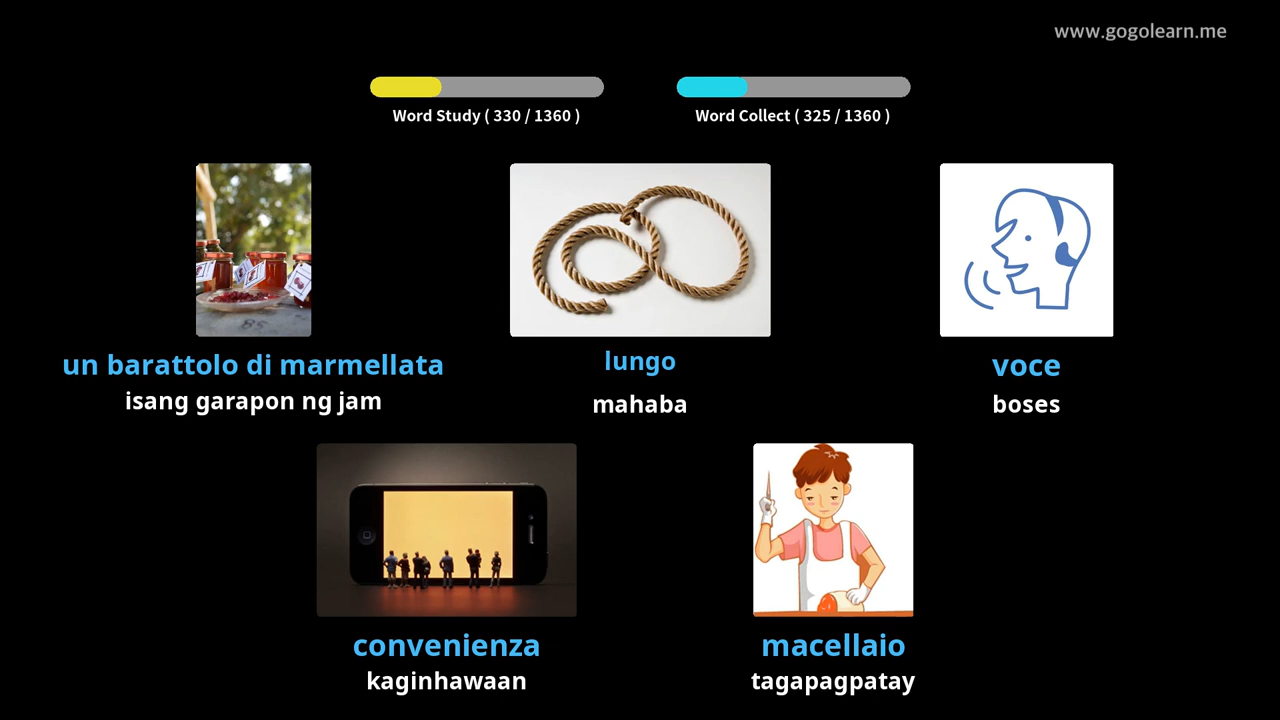 www.gogolearn.me
Word Study ( 330 / 1360 )
Word Collect ( 325 / 1360 )
un barattolo di marmellata
isang garapon ng jam
lungo
mahaba
voce
boses
convenienza
kaginhawaan
macellaio
tagapagpatay